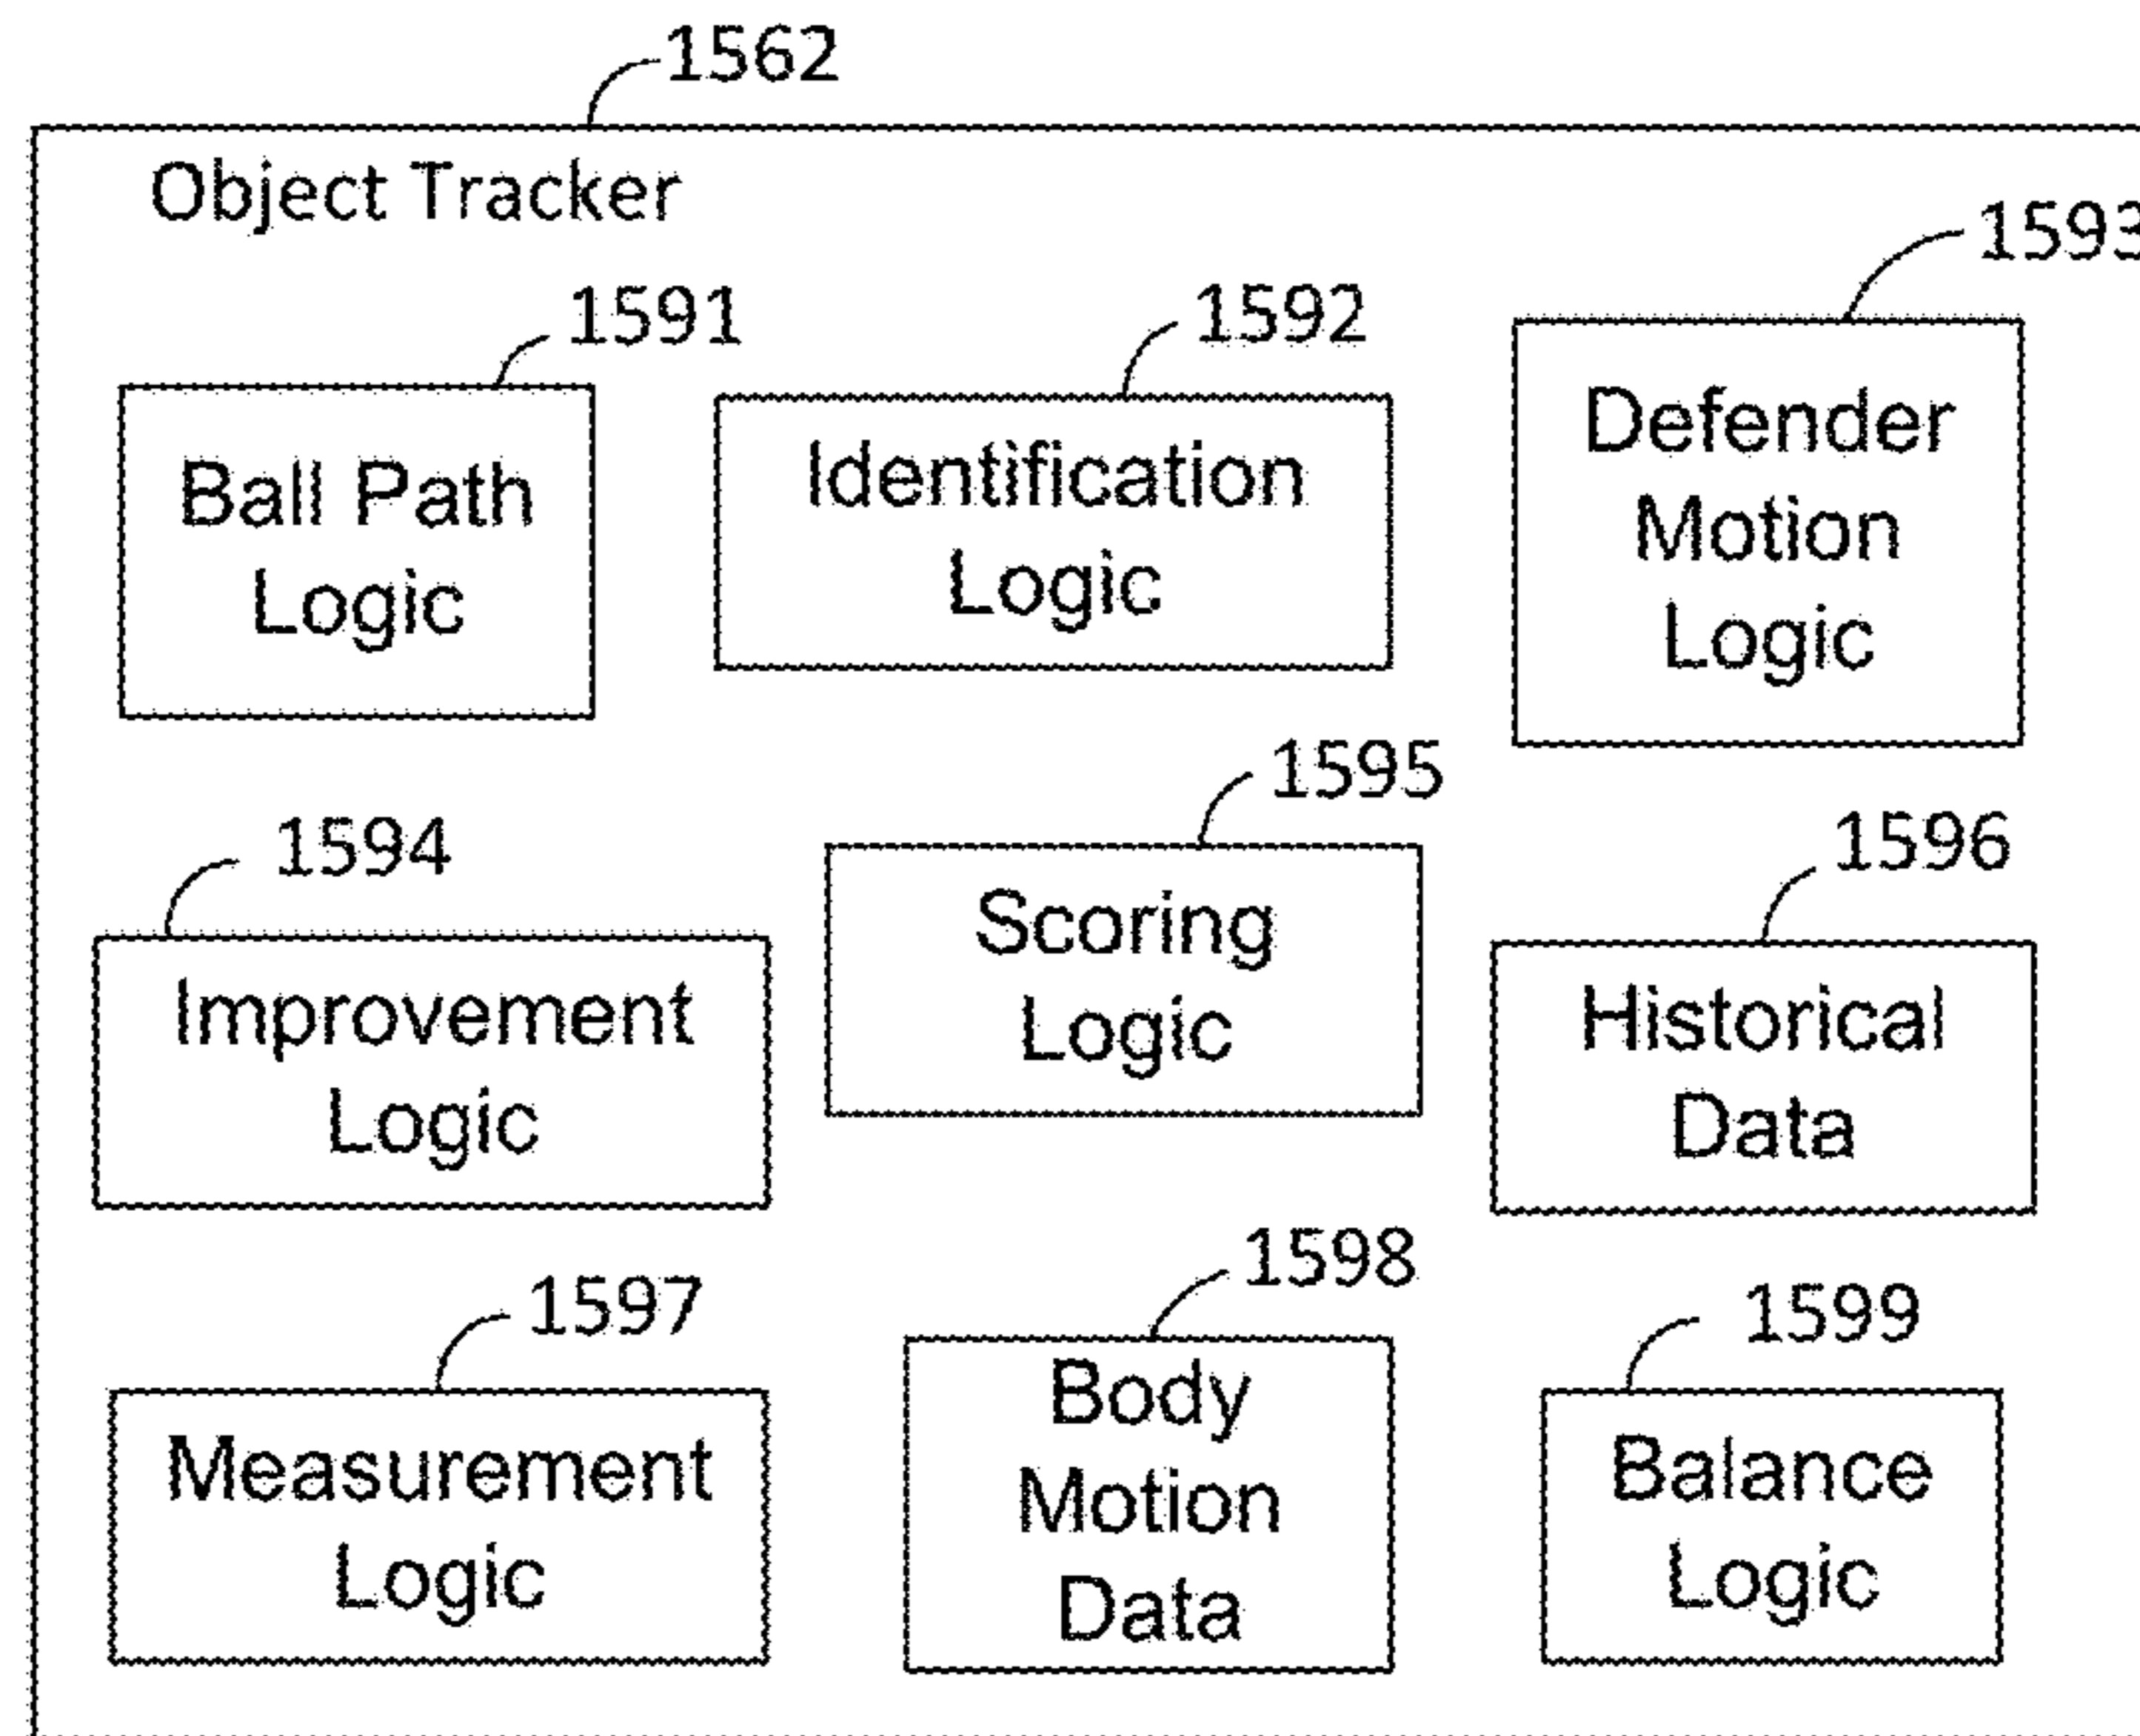 1562
Object Tracker
1591
Ball Path
Logic
1592
Identification
Logic
1593
Defender
Motion
Logic
1594
Improvement
Logic
1595
Scoring
Logic
1596
Historical
Data
1597
Measurement
Logic
1598
Body
Motion
Data
1599
Balance
Logic